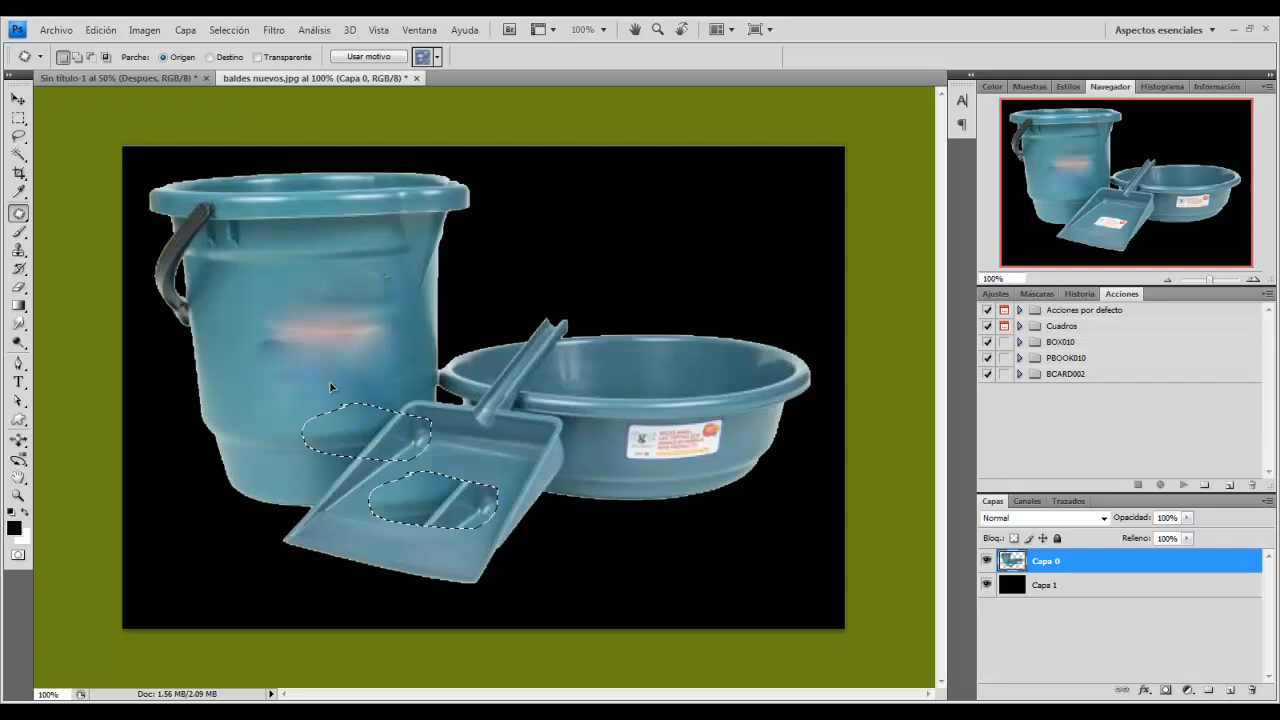 Ps Archivo Edición Imagen Capa Selección Filtro Análisis 3D Vista Ventana Ayuda Br 100% Aspectos esenciales
Parche: Origen Destino Transparente Usar motivo
Sin título-1 al 50% (Despues, RGB/8) * × baldes nuevos.jpg al 100% (Capa 0, RGB/8) * ×
Color Muestras Estilos Navegador Histograma Información
100%
Ajustes Máscaras Historia Acciones
Acciones por defecto
Cuadros
BOX010
PBOOK010
BCARD002
Capas Canales Trazados
Normal Opacidad: 100%
Bloq.: Relleno: 100%
Capa 0
Capa 1
100% Doc: 1.56 MB/2.09 MB